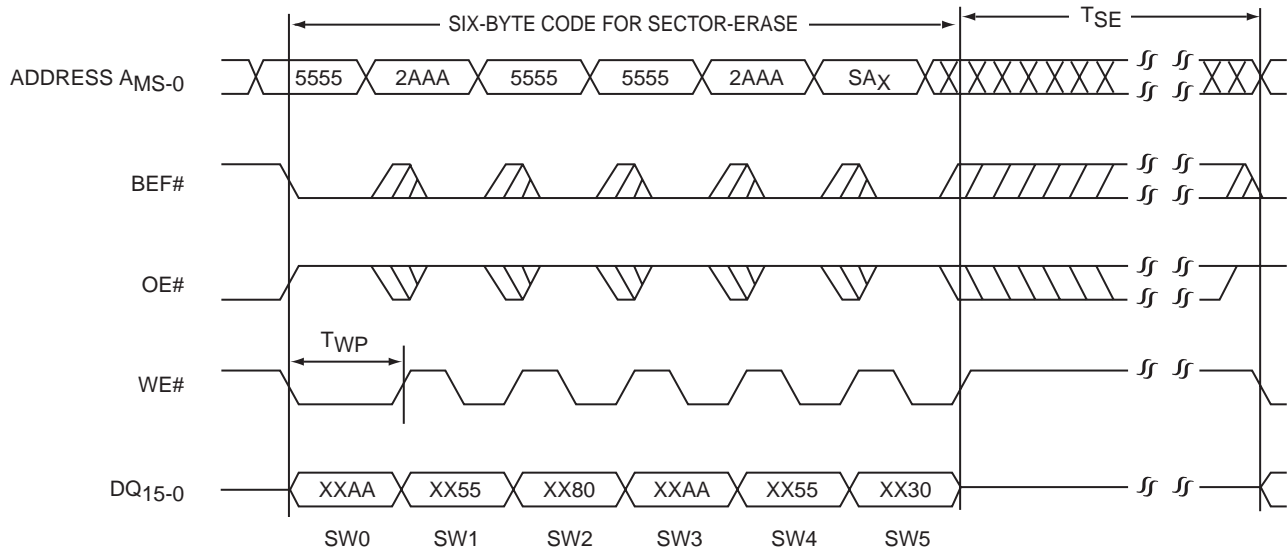 SIX-BYTE CODE FOR SECTOR-ERASE TSE
ADDRESS AMS-0 5555 2AAA 5555 5555 2AAA SAX
BEF#
OE#
TWP
WE#
DQ15-0 XXAA XX55 XX80 XXAA XX55 XX30
SW0 SW1 SW2 SW3 SW4 SW5